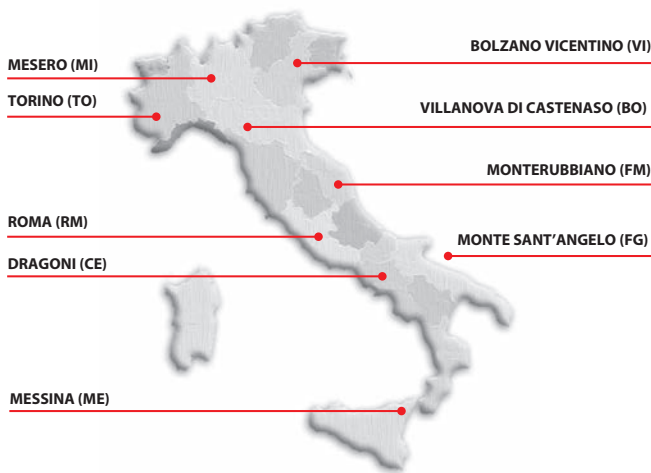 MESERO (MI)
TORINO (TO)
ROMA (RM)
DRAGONI (CE)
MESSINA (ME)
BOLZANO VICENTINO (VI)
VILLANOVA DI CASTENASO (BO)
MONTERUBBIANO (FM)
MONTE SANT’ANGELO (FG)